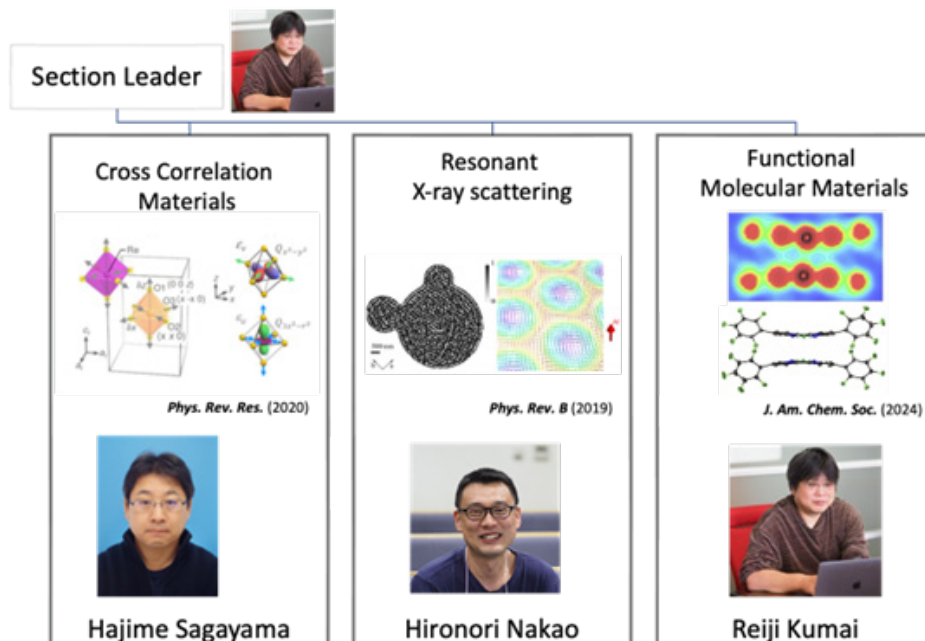 Section Leader
Cross Correlation
Materials
Resonant
X-ray scattering
Functional
Molecular Materials
Phys. Rev. Res. (2020)
Phys. Rev. B (2019)
J. Am. Chem. Soc. (2024)
Hajime Sagayama
Hironori Nakao
Reiji Kumai